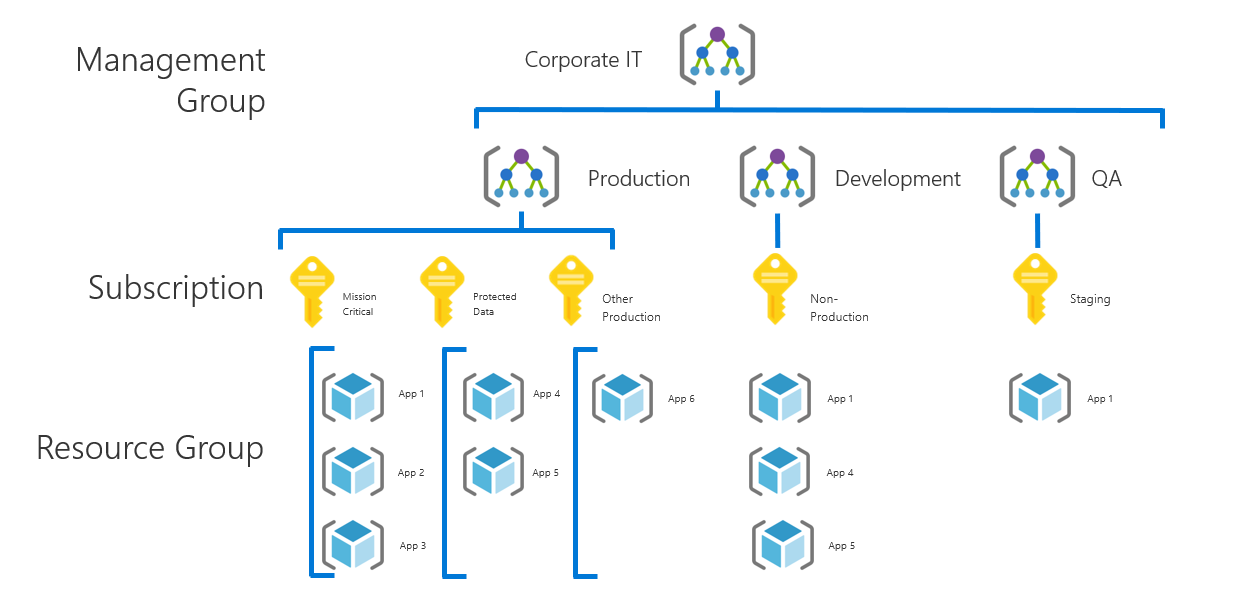 Management
Group
Corporate IT
Production
Development
QA
Subscription
Mission
Critical
Protected
Data
Other
Production
Non-
Production
Staging
Resource Group
App 1
App 4
App 6
App 1
App 1
App 2
App 5
App 4
App 3
App 5